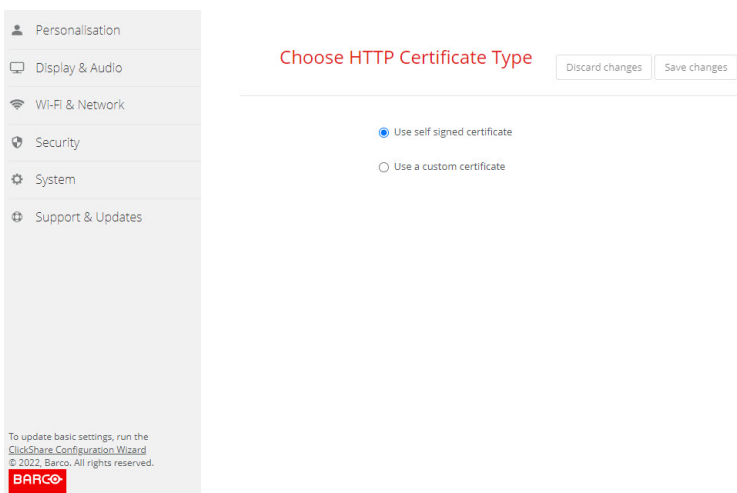 Personalisation
Display & Audio
Wi-Fi & Network
Security
System
Support & Updates
To update basic settings, run the
ClickShare Configuration Wizard
© 2022, Barco. All rights reserved.
BARCO
Choose HTTP Certificate Type
Discard changes
Save changes
Use self signed certificate
Use a custom certificate